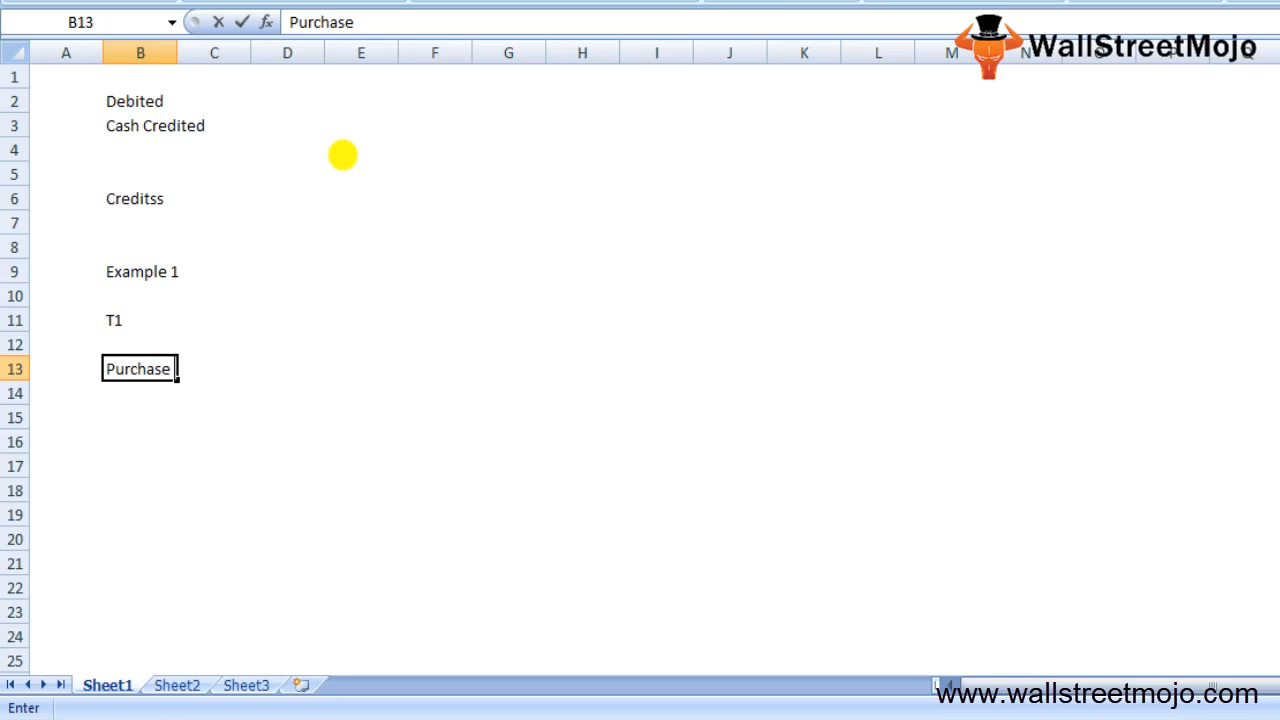 B13 fx Purchase
WallStreetMojo
A B C D E F G H I J K L M N O P Q
1
2 Debited
3 Cash Credited
4
5
6 Creditss
7
8
9 Example 1
10
11 T1
12
13 Purchase
14
15
16
17
18
19
20
21
22
23
24
25
Sheet1 Sheet2 Sheet3
www.wallstreetmojo.com
Enter